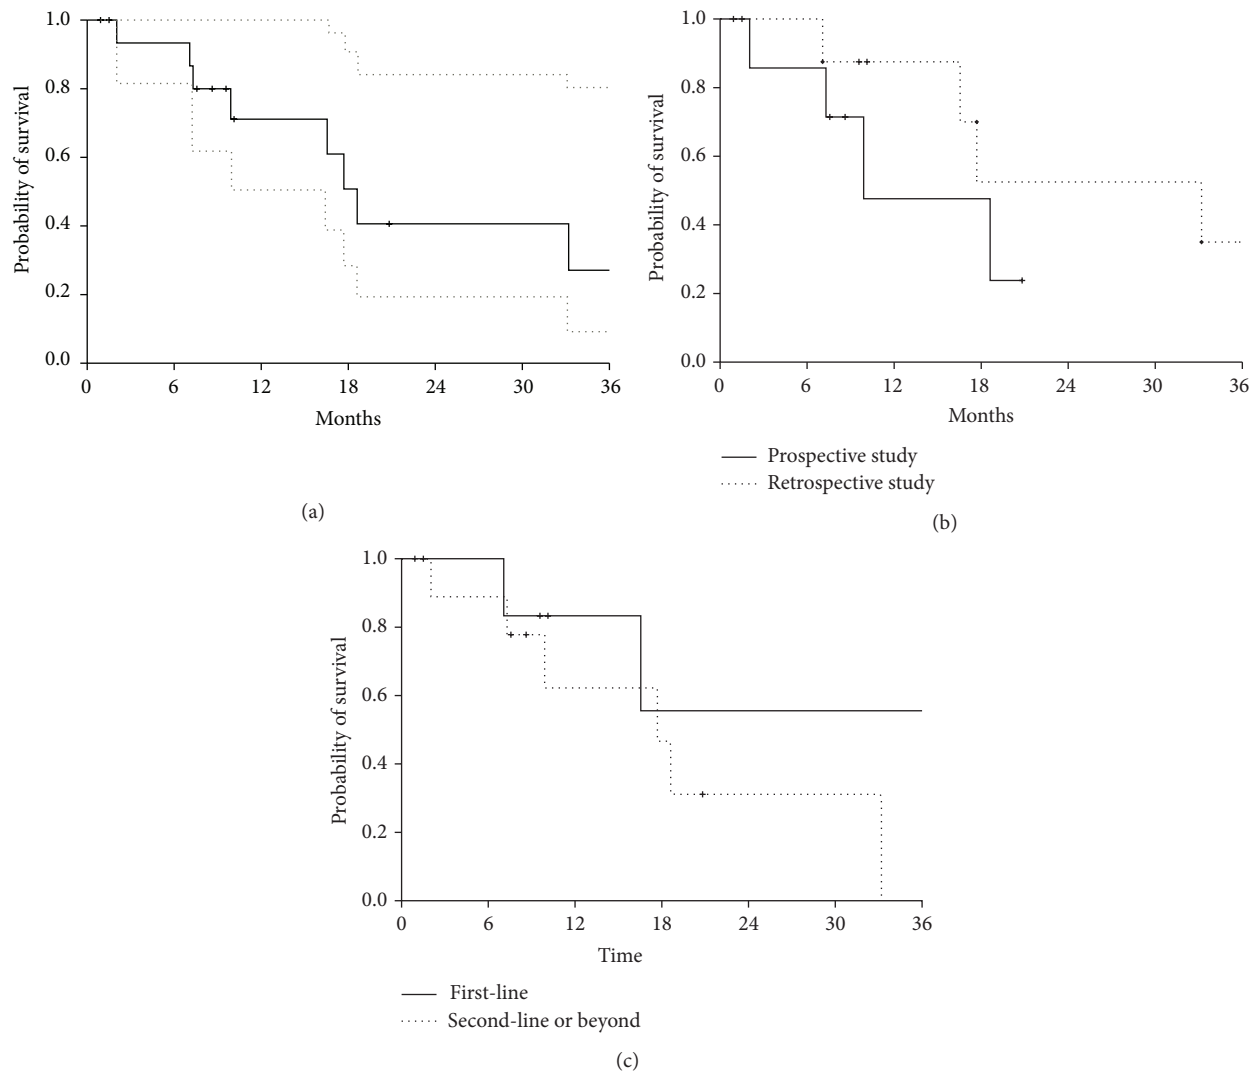 1.0
0.8
0.6
0.4
0.2
0.0
Probability of survival
0 6 12 18 24 30 36
Months
(a)
1.0
0.8
0.6
0.4
0.2
0.0
Probability of survival
0 6 12 18 24 30 36
Months
Prospective study
Retrospective study
(b)
1.0
0.8
0.6
0.4
0.2
0.0
Probability of survival
0 6 12 18 24 30 36
Time
First-line
Second-line or beyond
(c)